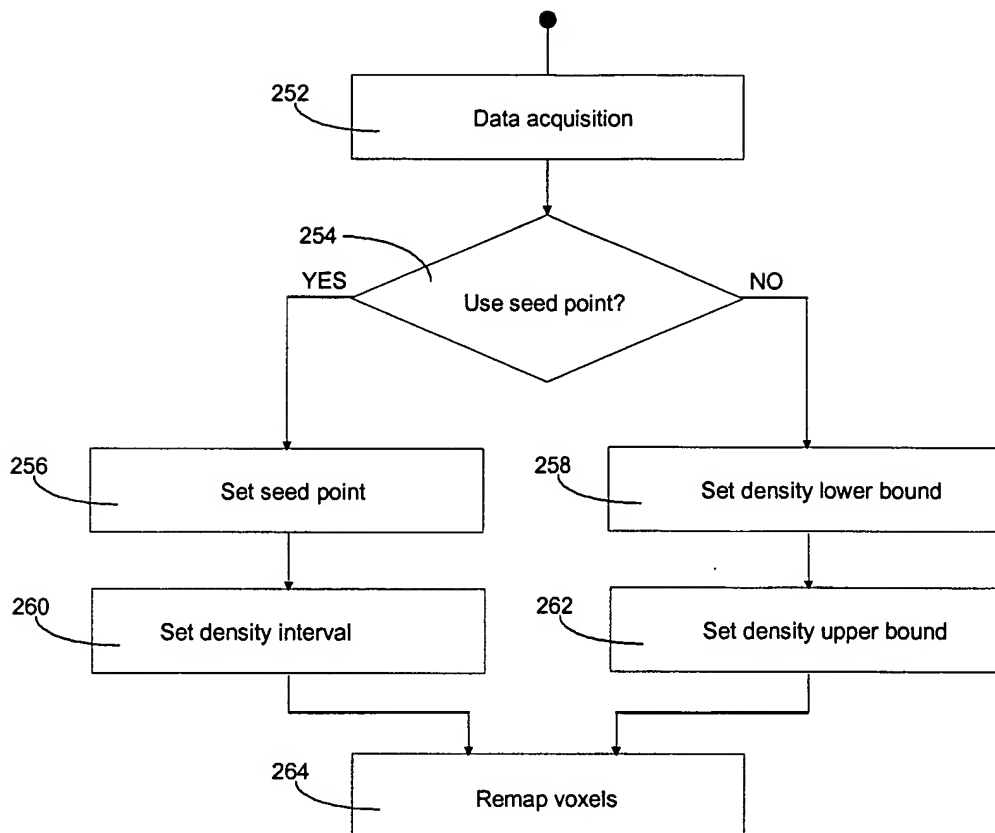 252
Data acquisition
254
YES
NO
Use seed point?
256
Set seed point
258
Set density lower bound
260
Set density interval
262
Set density upper bound
264
Remap voxels